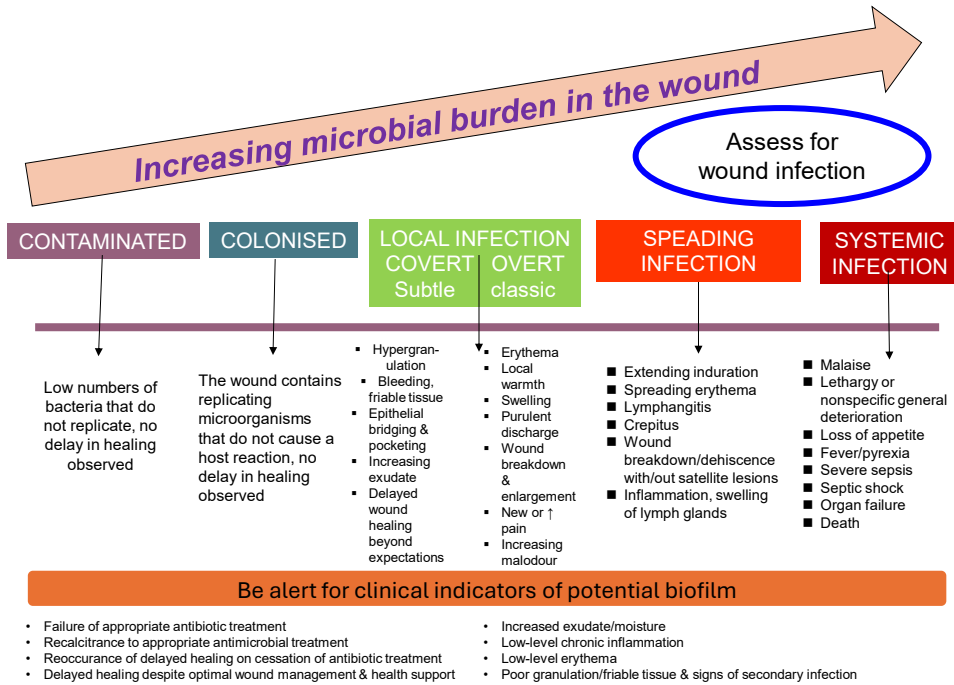 Increasing microbial burden in the wound
Assess for
wound infection
CONTAMINATED
COLONISED
LOCAL INFECTION
COVERT OVERT
Subtle classic
SPEADING
INFECTION
SYSTEMIC
INFECTION
Low numbers of
bacteria that do
not replicate, no
delay in healing
observed
The wound contains
replicating
microorganisms
that do not cause a
host reaction, no
delay in healing
observed
▪ Hypergran-
ulation
▪ Bleeding,
friable tissue
▪ Epithelial
bridging &
pocketing
▪ Increasing
exudate
▪ Delayed
wound
healing
beyond
expectations
▪ Erythema
▪ Local
warmth
▪ Swelling
▪ Purulent
discharge
▪ Wound
breakdown
&
enlargement
▪ New or ↑
pain
▪ Increasing
malodour
■ Extending induration
■ Spreading erythema
■ Lymphangitis
■ Crepitus
■ Wound
breakdown/dehiscence
with/out satellite lesions
■ Inflammation, swelling
of lymph glands
■ Malaise
■ Lethargy or
nonspecific general
deterioration
■ Loss of appetite
■ Fever/pyrexia
■ Severe sepsis
■ Septic shock
■ Organ failure
■ Death
Be alert for clinical indicators of potential biofilm
• Failure of appropriate antibiotic treatment
• Recalcitrance to appropriate antimicrobial treatment
• Reoccurance of delayed healing on cessation of antibiotic treatment
• Delayed healing despite optimal wound management & health support
• Increased exudate/moisture
• Low-level chronic inflammation
• Low-level erythema
• Poor granulation/friable tissue & signs of secondary infection